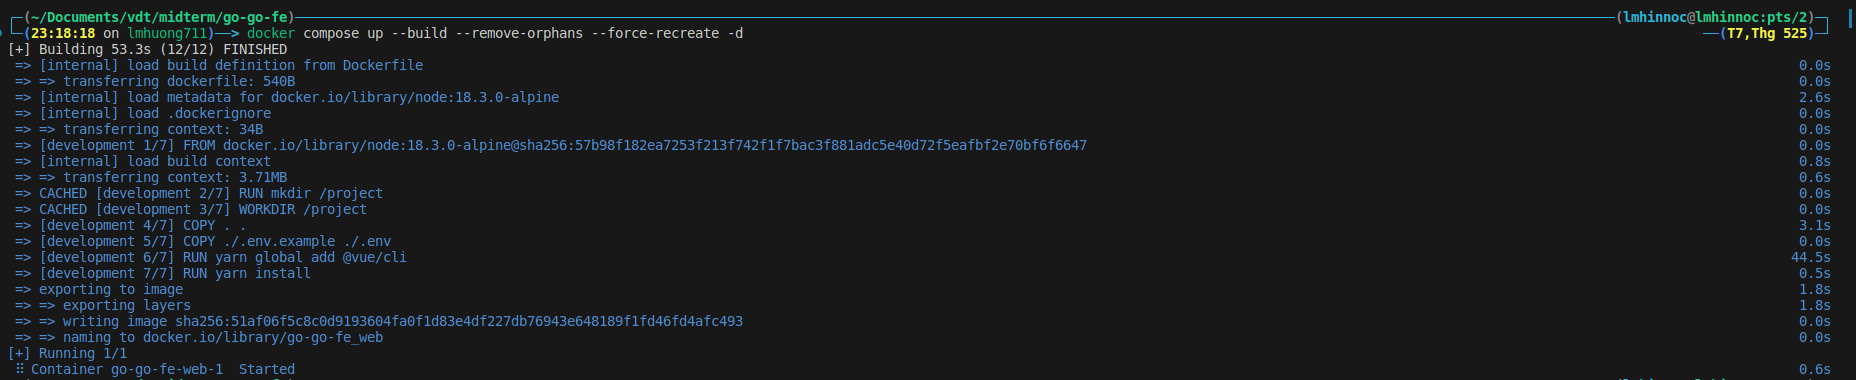 (~/Documents/vdt/midterm/go-go-fe) (lmhinnoc@lmhinnoc:pts/2)
(23:18:18 on lmhuong711)──> docker compose up --build --remove-orphans --force-recreate -d ──(T7,Thg 525)
[+] Building 53.3s (12/12) FINISHED
=> [internal] load build definition from Dockerfile 0.0s
=> => transferring dockerfile: 540B 0.0s
=> [internal] load metadata for docker.io/library/node:18.3.0-alpine 2.6s
=> [internal] load .dockerignore 0.0s
=> => transferring context: 34B 0.0s
=> [development 1/7] FROM docker.io/library/node:18.3.0-alpine@sha256:57b98f182ea7253f213f742f1f7bac3f881adc5e40d72f5eafbf2e70bf6f6647 0.0s
=> [internal] load build context 0.8s
=> => transferring context: 3.71MB 0.6s
=> CACHED [development 2/7] RUN mkdir /project 0.0s
=> CACHED [development 3/7] WORKDIR /project 0.0s
=> [development 4/7] COPY . . 3.1s
=> [development 5/7] COPY ./.env.example ./.env 0.0s
=> [development 6/7] RUN yarn global add @vue/cli 44.5s
=> [development 7/7] RUN yarn install 0.5s
=> exporting to image 1.8s
=> => exporting layers 1.8s
=> => writing image sha256:51af06f5c8c0d9193604fa0f1d83e4df227db76943e648189f1fd46fd4afc493 0.0s
=> => naming to docker.io/library/go-go-fe_web 0.0s
[+] Running 1/1
⠿ Container go-go-fe-web-1 Started 0.6s